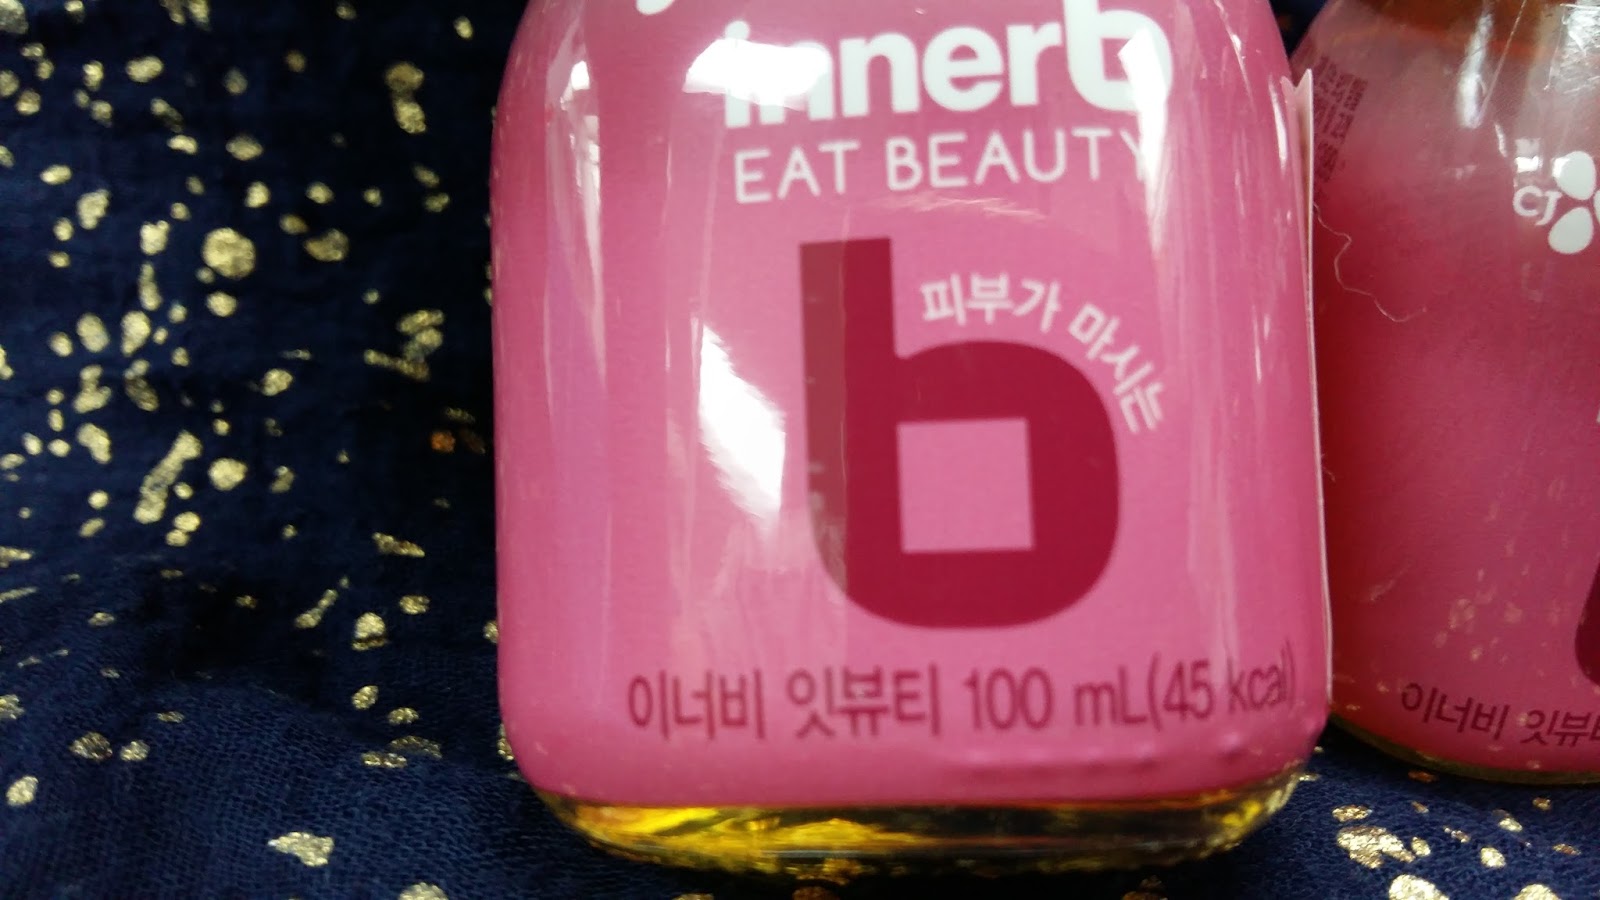 innerb
EAT BEAUTY
b
피부가 마시는
이너비 잇뷰티 100 mL(45 kcal)
CJ
이너비 잇뷰